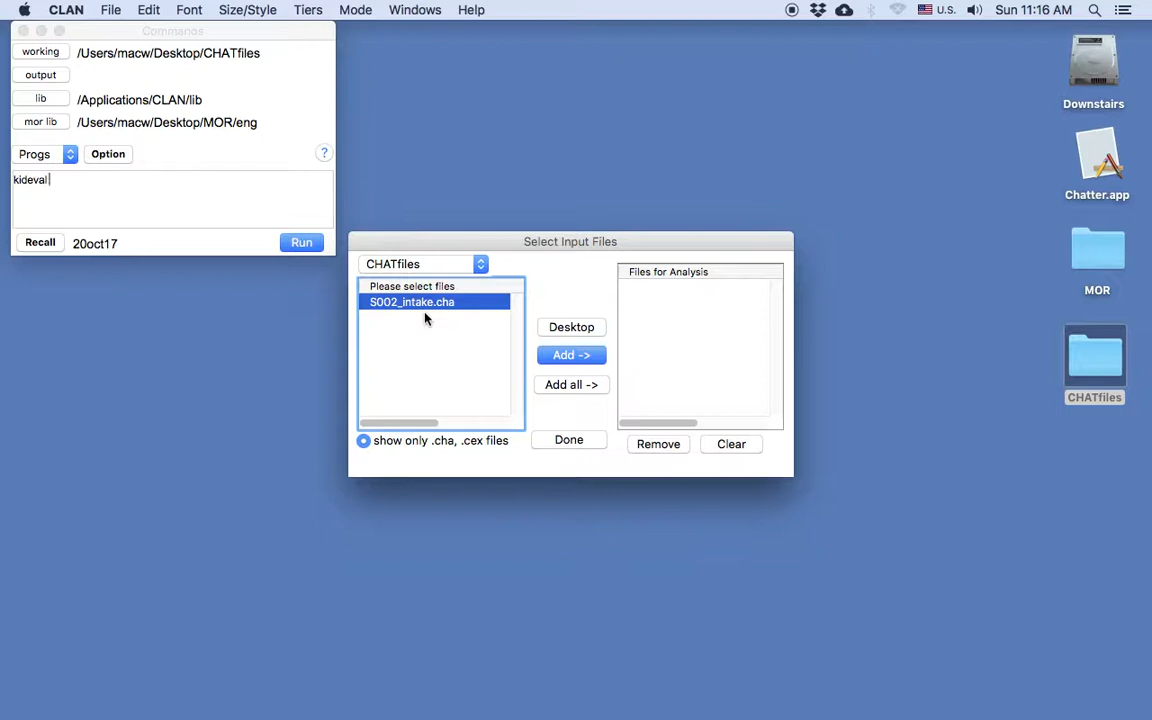 CLAN File Edit Font Size/Style Tiers Mode Windows Help U.S. Sun 11:16 AM
Commands
working /Users/macw/Desktop/CHATfiles
output
lib /Applications/CLAN/lib
mor lib /Users/macw/Desktop/MOR/eng
Progs Option ?
kideval
Recall 20oct17 Run
Select Input Files
CHATfiles
Please select files
S002_intake.cha
Desktop
Add ->
Add all ->
Done
show only .cha, .cex files
Files for Analysis
Remove Clear
Downstairs
Chatter.app
MOR
CHATfiles